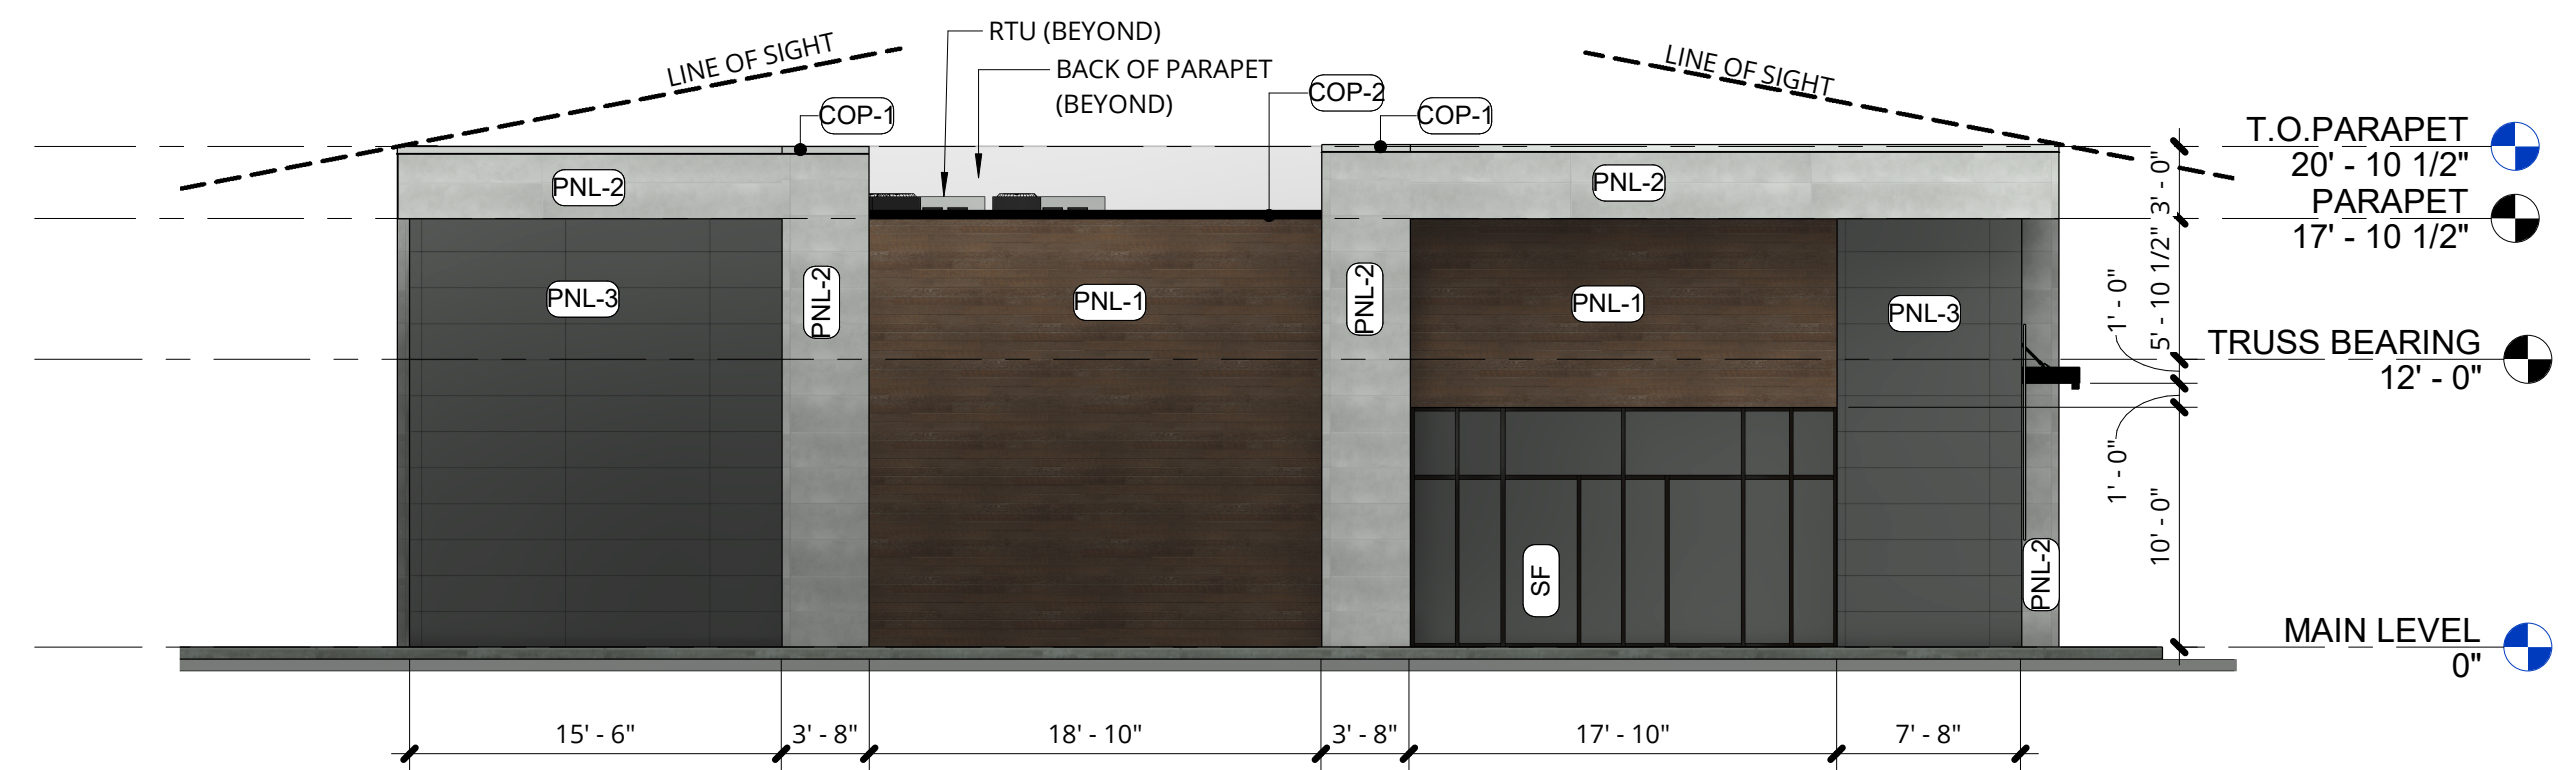 RTU (BEYOND)
LINE OF SIGHT
BACK OF PARAPET
(BEYOND)
LINE OF SIGHT
COP-2
COP-1
COP-1
T.O.PARAPET
20' - 10 1/2"
3' - 0"
PNL-2
PNL-2
PARAPET
17' - 10 1/2"
5' - 10 1/2"
1' - 0"
PNL-3
PNL-2
PNL-1
PNL-2
PNL-1
PNL-3
TRUSS BEARING
12' - 0"
1' - 0"
10' - 0"
SF
PNL-2
MAIN LEVEL
0"
15' - 6"
3' - 8"
18' - 10"
3' - 8"
17' - 10"
7' - 8"